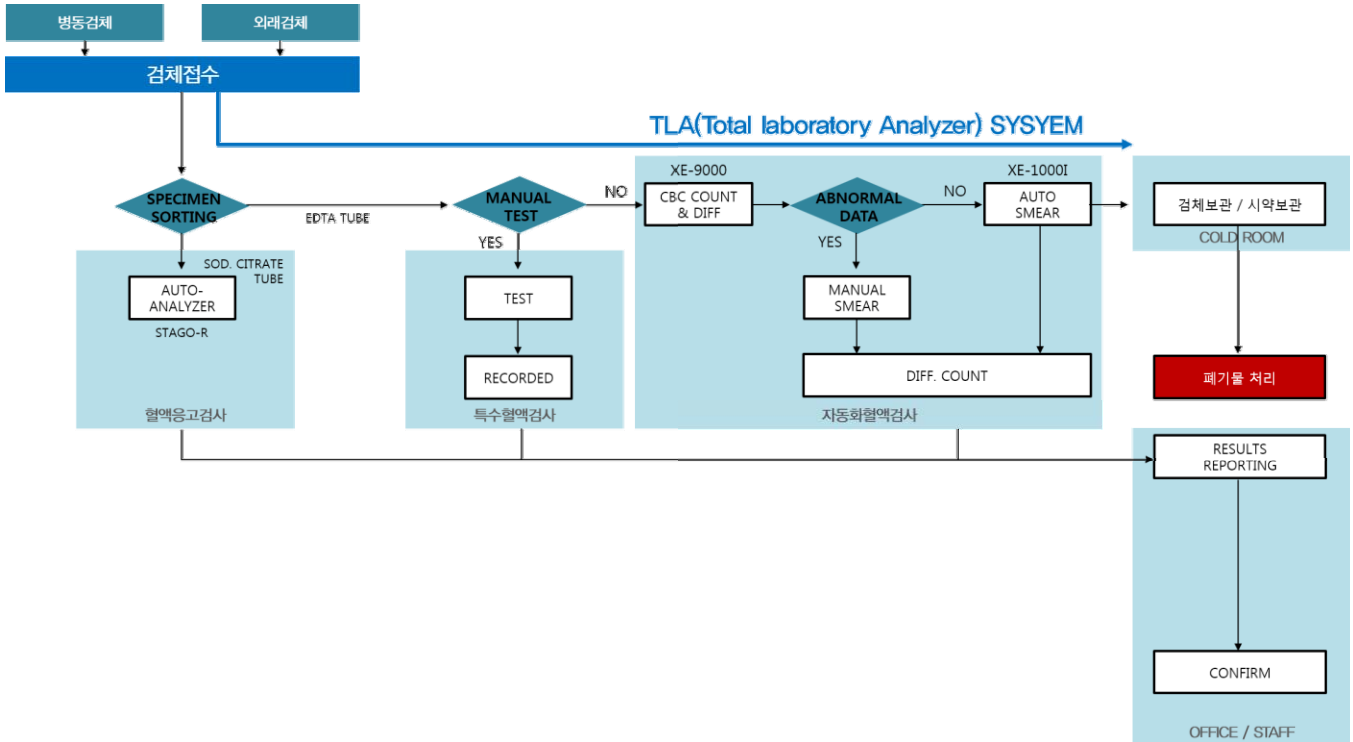 병동검체
외래검체
검체접수
TLA(Total laboratory Analyzer) SYSYEM
SPECIMEN
SORTING
EDTA TUBE
SOD. CITRATE
TUBE
AUTO-
ANALYZER
STAGO-R
혈액응고검사
MANUAL
TEST
NO
YES
TEST
RECORDED
특수혈액검사
XE-9000
CBC COUNT
& DIFF
ABNORMAL
DATA
NO
YES
XE-1000I
AUTO
SMEAR
MANUAL
SMEAR
DIFF. COUNT
자동화혈액검사
검체보관 / 시약보관
COLD ROOM
폐기물 처리
RESULTS
REPORTING
CONFIRM
OFFICE / STAFF